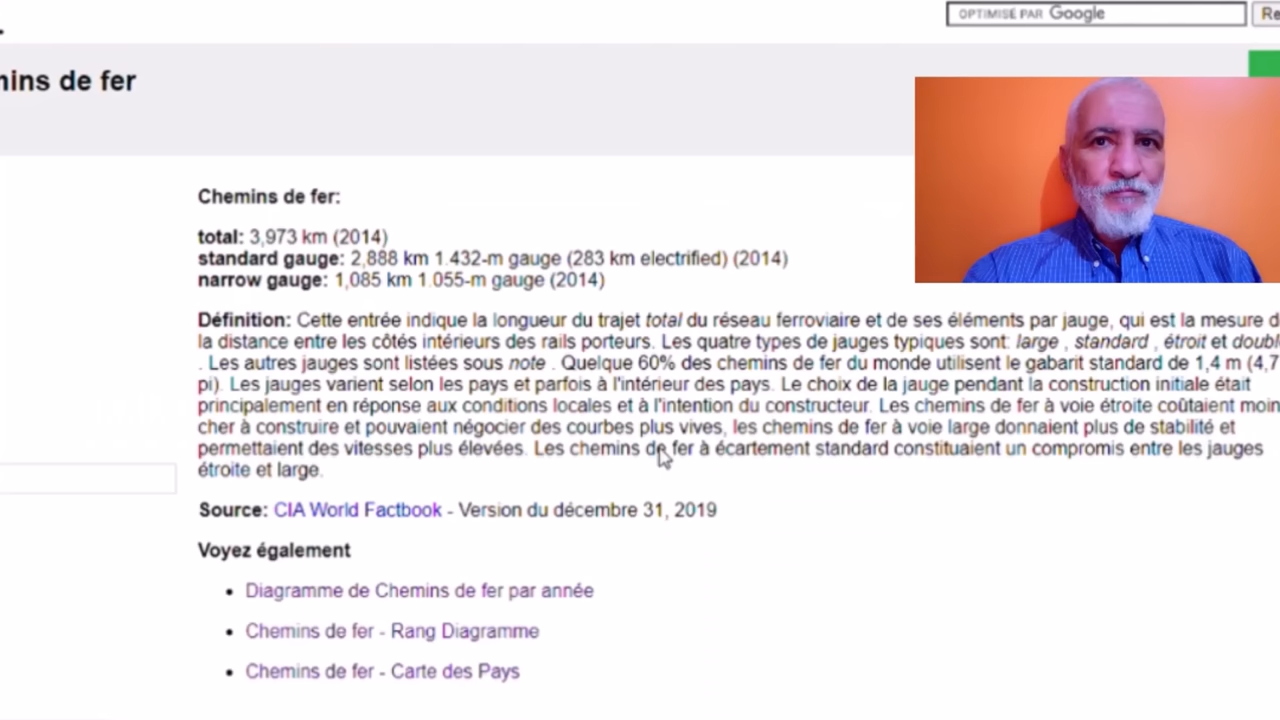 OPTIMISÉ PAR Google
de fer
Chemins de fer:
total: 3,973 km (2014)
standard gauge: 2,888 km 1.432-m gauge (283 km electrified) (2014)
narrow gauge: 1,085 km 1.055-m gauge (2014)
Définition: Cette entrée indique la longueur du trajet total du réseau ferroviaire et de ses éléments par jauge, qui est la mesure
la distance entre les côtés intérieurs des rails porteurs. Les quatre types de jauges typiques sont: large , standard , étroit et
. Les autres jauges sont listées sous note . Quelque 60% des chemins de fer du monde utilisent le gabarit standard de 1,4 m (4,7
pi). Les jauges varient selon les pays et parfois à l'intérieur des pays. Le choix de la jauge pendant la construction initiale était
principalement en réponse aux conditions locales et à l'intention du constructeur. Les chemins de fer à voie étroite coûtaient
cher à construire et pouvaient négocier des courbes plus vives, les chemins de fer à voie large donnaient plus de stabilité et
permettaient des vitesses plus élevées. Les chemins de fer à écartement standard constituaient un compromis entre les jauges
étroite et large.
Source: CIA World Factbook - Version du décembre 31, 2019
Voyez également
• Diagramme de Chemins de fer par année
• Chemins de fer - Rang Diagramme
• Chemins de fer - Carte des Pays